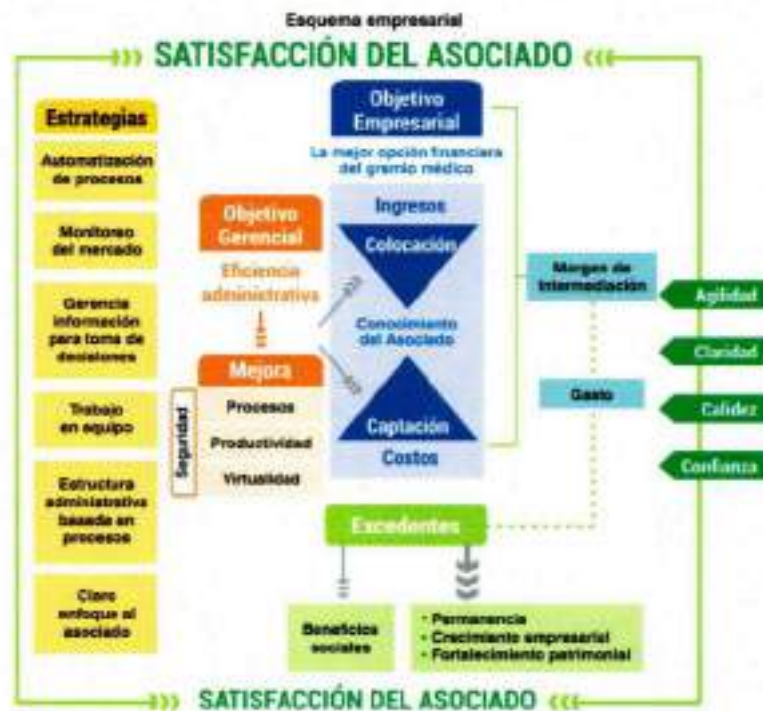 Esquema empresarial
SATISFACCIÓN DEL ASOCIADO
Estrategias
Automatización
de procesos
Monitoreo
del mercado
Gerencia
información
para toma de
decisiones
Trabajo
en equipo
Estructura
administrativa
basada en
procesos
Claro
enfoque al
asociado
Objetivo
Gerencial
Eficiencia
administrativa
Mejora
Seguridad
Procesos
Productividad
Virtualidad
Objetivo
Empresarial
La mejor opción financiera
del gremio médico
Ingresos
Colocación
Conocimiento
del Asociado
Captación
Costos
Margen de
Intermediación
Gasto
Agilidad
Claridad
Calidez
Confianza
Excedentes
Beneficios
sociales
• Permanencia
• Crecimiento empresarial
• Fortalecimiento patrimonial
SATISFACCIÓN DEL ASOCIADO